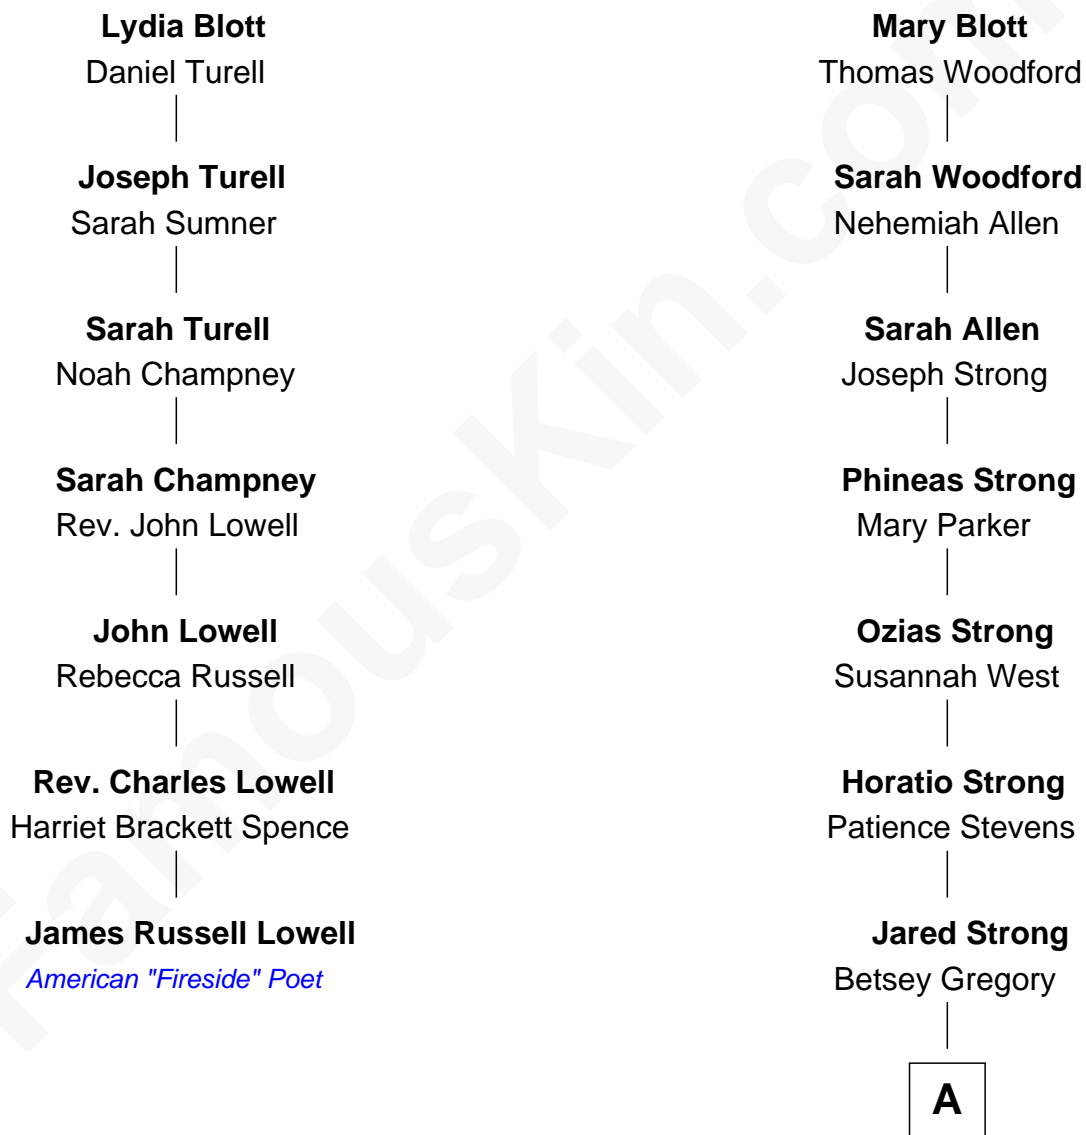 Lydia Blott
Daniel Turell
Joseph Turell
Sarah Sumner
Sarah Turell
Noah Champney
Sarah Champney
Rev. John Lowell
John Lowell
Rebecca Russell
Rev. Charles Lowell
Harriet Brackett Spence
James Russell Lowell
American "Fireside" Poet
Mary Blott
Thomas Woodford
Sarah Woodford
Nehemiah Allen
Sarah Allen
Joseph Strong
Phineas Strong
Mary Parker
Ozias Strong
Susannah West
Horatio Strong
Patience Stevens
Jared Strong
Betsey Gregory
A
FamousKin.com